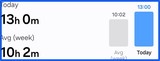 Today
13h 0m
Avg (week)
10h 2m
13:00
10:02
Avg
(week)
Today